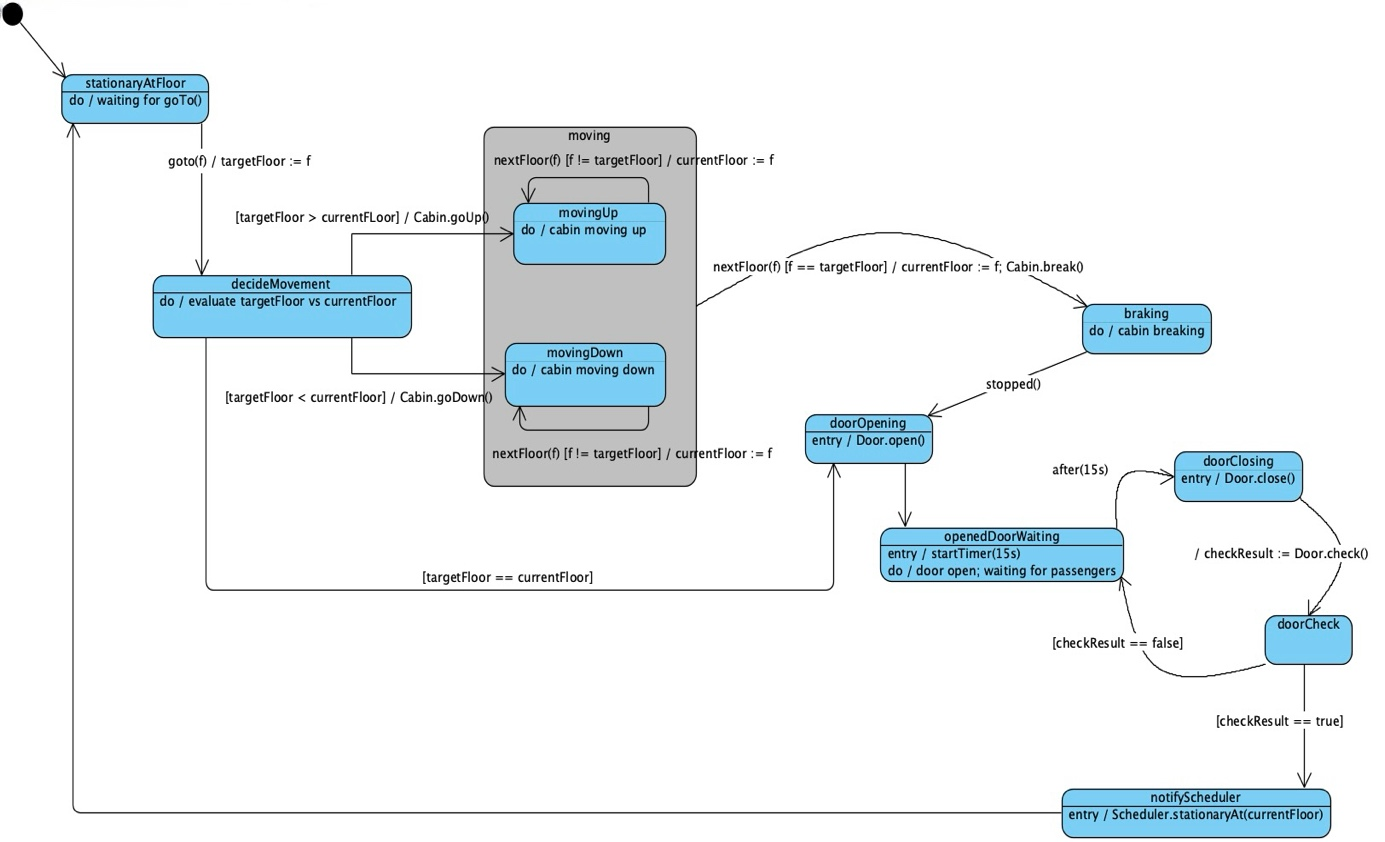 stationaryAtFloor
do / waiting for goTo()
goto(f) / targetFloor := f
moving
nextFloor(f) [f != targetFloor] / currentFloor := f
movingUp
do / cabin moving up
[targetFloor > currentFLoor] / Cabin.goUp()
nextFloor(f) [f == targetFloor] / currentFloor := f; Cabin.break()
decideMovement
do / evaluate targetFloor vs currentFloor
braking
do / cabin breaking
movingDown
do / cabin moving down
[targetFloor < currentFloor] / Cabin.goDown()
stopped()
nextFloor(f) [f != targetFloor] / currentFloor := f
doorOpening
entry / Door.open()
after(15s)
doorClosing
entry / Door.close()
openedDoorWaiting
entry / startTimer(15s)
do / door open; waiting for passengers
/ checkResult := Door.check()
[targetFloor == currentFloor]
doorCheck
[checkResult == false]
[checkResult == true]
notifyScheduler
entry / Scheduler.stationaryAt(currentFloor)